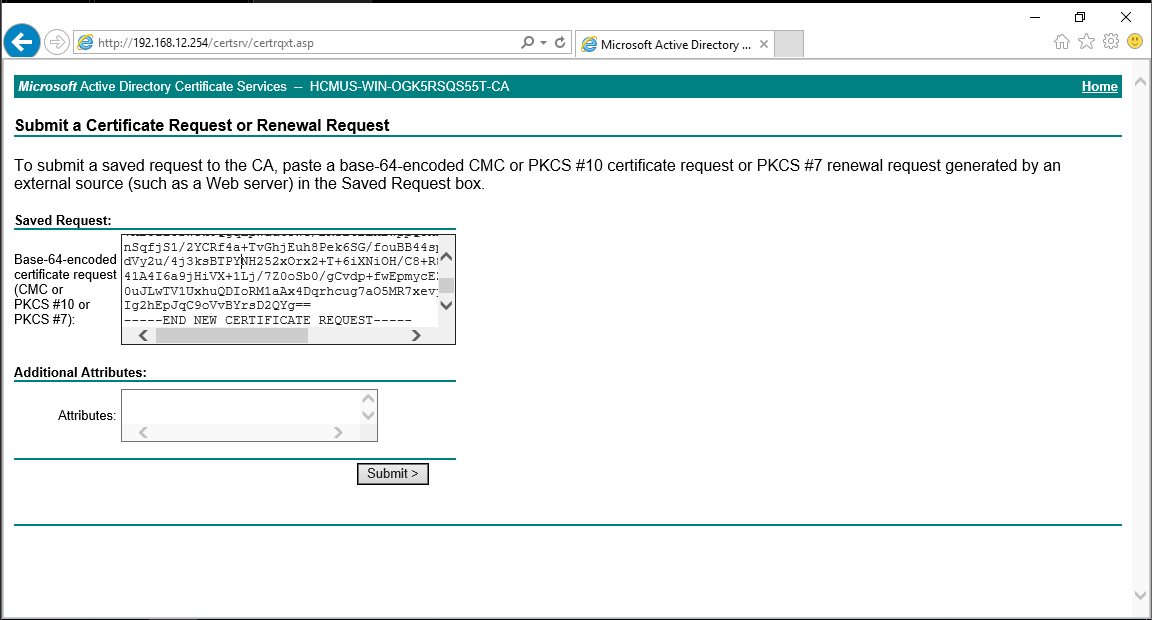 http://192.168.12.254/certsrv/certrqxt.asp
Microsoft Active Directory ...
Microsoft Active Directory Certificate Services -- HCMUS-WIN-OGK5RSQS55T-CA
Home
Submit a Certificate Request or Renewal Request
To submit a saved request to the CA, paste a base-64-encoded CMC or PKCS #10 certificate request or PKCS #7 renewal request generated by an
external source (such as a Web server) in the Saved Request box.
Saved Request:
Base-64-encoded
certificate request
(CMC or
PKCS #10 or
PKCS #7):
nSqfjS1/2YCRf4a+TvGhjEuh8Pek6SG/fouBB44s
dVy2u/4j3ksBTPYNH252xOrx2+T+6iXNiOH/C8+R
41A4I6a9jHiVX+1Lj/7Z0oSb0/gCvdp+fwEpmycE
0uJLwTV1UxhuQDIoRM1aAx4Dqrhcug7aO5MR7xev
Ig2hEpJqC9oVvBYrsD2QYg==
-----END NEW CERTIFICATE REQUEST-----
Additional Attributes:
Attributes:
Submit >